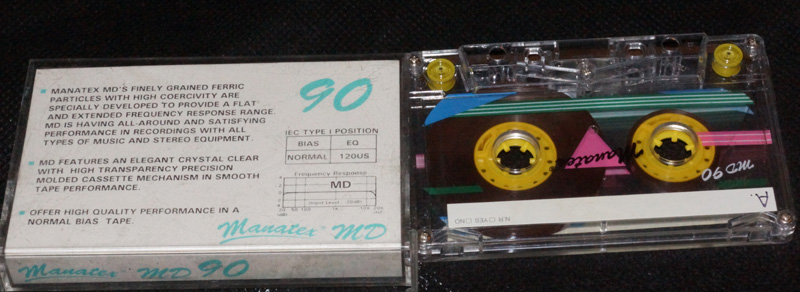 90
MANATEX MD'S FINELY GRAINED FERRIC
PARTICLES WITH HIGH COERCIVITY ARE
SPECIALLY DEVELOPED TO PROVIDE A FLAT
AND EXTENDED FREQUENCY RESPONSE RANGE.
MD IS HAVING ALL-AROUND AND SATISFYING
PERFORMANCE IN RECORDINGS WITH ALL
TYPES OF MUSIC AND STEREO EQUIPMENT.
MD FEATURES AN ELEGANT CRYSTAL CLEAR
WITH HIGH TRANSPARENCY PRECISION
MOLDED CASSETTE MECHANISM IN SMOOTH
TAPE PERFORMANCE.
OFFER HIGH QUALITY PERFORMANCE IN A
NORMAL BIAS TAPE.
IEC TYPE I POSITION
BIAS EQ
NORMAL 120US
Frequency Response
MD
Manatex MD
Manatex MD 90
Manatex
MD 90
A.
N.R □YES □NO